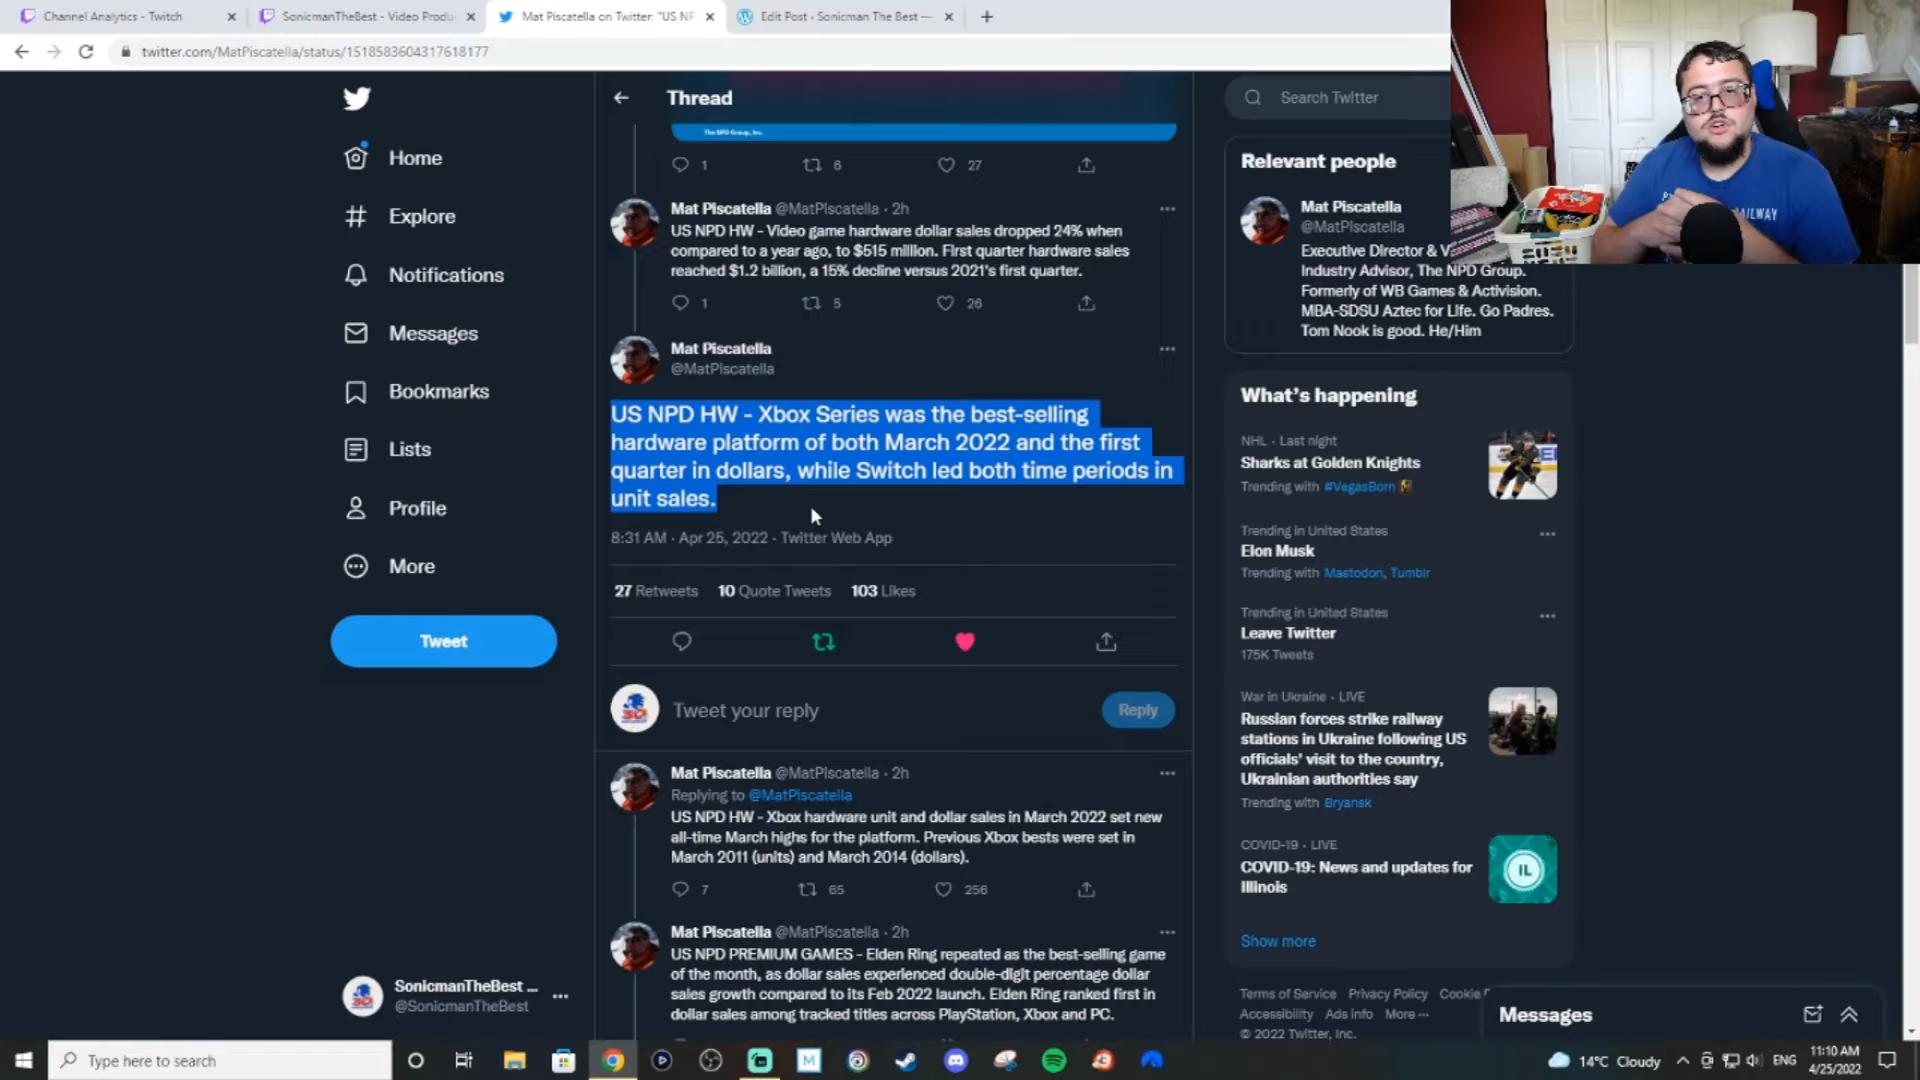 Channel Analytics - Twitch
SonicmanTheBest - Video Produ
Mat Piscatella on Twitter: "US NP
Edit Post ‹ Sonicman The Best —
twitter.com/MatPiscatella/status/1518583604317618177
Home
Explore
Notifications
Messages
Bookmarks
Lists
Profile
More
Tweet
SonicmanTheBest ...
@SonicmanTheBest
Thread
The NPD Group, Inc.
1 6 27
Mat Piscatella @MatPiscatella · 2h
US NPD HW - Video game hardware dollar sales dropped 24% when
compared to a year ago, to $515 million. First quarter hardware sales
reached $1.2 billion, a 15% decline versus 2021's first quarter.
1 5 26
Mat Piscatella
@MatPiscatella
US NPD HW - Xbox Series was the best-selling
hardware platform of both March 2022 and the first
quarter in dollars, while Switch led both time periods in
unit sales.
8:31 AM · Apr 25, 2022 · Twitter Web App
27 Retweets 10 Quote Tweets 103 Likes
Tweet your reply
Reply
Mat Piscatella @MatPiscatella · 2h
Replying to @MatPiscatella
US NPD HW - Xbox hardware unit and dollar sales in March 2022 set new
all-time March highs for the platform. Previous Xbox bests were set in
March 2011 (units) and March 2014 (dollars).
7 65 256
Mat Piscatella @MatPiscatella · 2h
US NPD PREMIUM GAMES - Elden Ring repeated as the best-selling game
of the month, as dollar sales experienced double-digit percentage dollar
sales growth compared to its Feb 2022 launch. Elden Ring ranked first in
dollar sales among tracked titles across PlayStation, Xbox and PC.
Search Twitter
Relevant people
Mat Piscatella
@MatPiscatella
Executive Director & V
Industry Advisor, The NPD Group.
Formerly of WB Games & Activision.
MBA-SDSU Aztec for Life. Go Padres.
Tom Nook is good. He/Him
What's happening
NHL · Last night
Sharks at Golden Knights
Trending with #VegasBorn
Trending in United States
Elon Musk
Trending with Mastodon, Tumblr
Trending in United States
Leave Twitter
175K Tweets
War in Ukraine · LIVE
Russian forces strike railway
stations in Ukraine following US
officials' visit to the country,
Ukrainian authorities say
Trending with Bryansk
COVID-19 · LIVE
COVID-19: News and updates for
Illinois
IL
Show more
Terms of Service Privacy Policy Cookie
Accessibility Ads info More ···
© 2022 Twitter, Inc.
Messages
Type here to search
14°C Cloudy
ENG
11:10 AM
4/25/2022